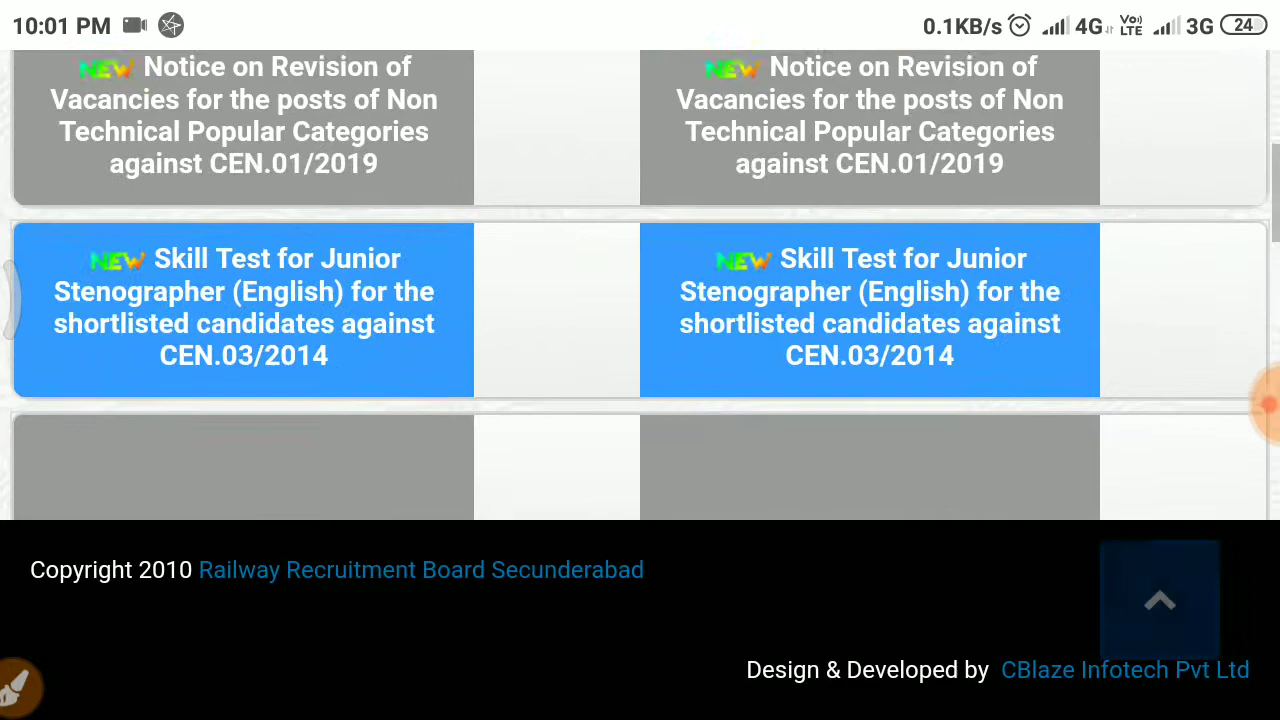 10:01 PM 0.1KB/s 4G Vo) LTE 3G 24
NEW Notice on Revision of
Vacancies for the posts of Non
Technical Popular Categories
against CEN.01/2019
NEW Notice on Revision of
Vacancies for the posts of Non
Technical Popular Categories
against CEN.01/2019
NEW Skill Test for Junior
Stenographer (English) for the
shortlisted candidates against
CEN.03/2014
NEW Skill Test for Junior
Stenographer (English) for the
shortlisted candidates against
CEN.03/2014
Copyright 2010 Railway Recruitment Board Secunderabad
Design & Developed by CBlaze Infotech Pvt Ltd